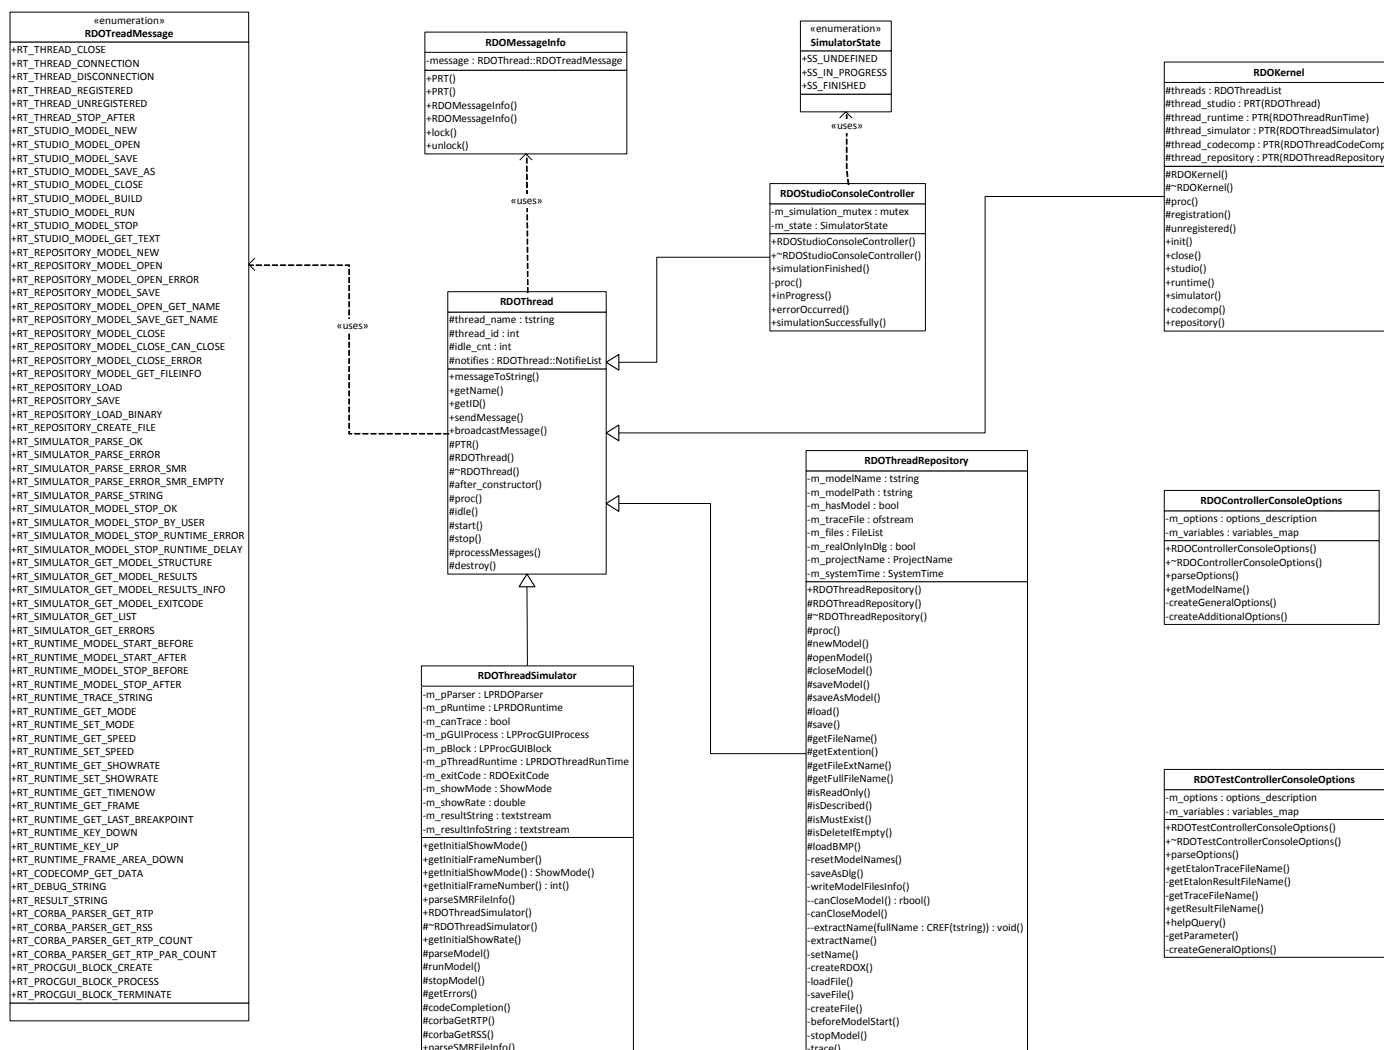 «enumeration»
RDOTreadMessage
+RT_THREAD_CLOSE
+RT_THREAD_CONNECTION
+RT_THREAD_DISCONNECTION
+RT_THREAD_REGISTERED
+RT_THREAD_UNREGISTERED
+RT_THREAD_STOP_AFTER
+RT_STUDIO_MODEL_NEW
+RT_STUDIO_MODEL_OPEN
+RT_STUDIO_MODEL_SAVE
+RT_STUDIO_MODEL_SAVE_AS
+RT_STUDIO_MODEL_CLOSE
+RT_STUDIO_MODEL_BUILD
+RT_STUDIO_MODEL_RUN
+RT_STUDIO_MODEL_STOP
+RT_STUDIO_MODEL_GET_TEXT
+RT_REPOSITORY_MODEL_NEW
+RT_REPOSITORY_MODEL_OPEN
+RT_REPOSITORY_MODEL_OPEN_ERROR
+RT_REPOSITORY_MODEL_SAVE
+RT_REPOSITORY_MODEL_OPEN_GET_NAME
+RT_REPOSITORY_MODEL_SAVE_GET_NAME
+RT_REPOSITORY_MODEL_CLOSE
+RT_REPOSITORY_MODEL_CLOSE_CAN_CLOSE
+RT_REPOSITORY_MODEL_CLOSE_ERROR
+RT_REPOSITORY_MODEL_GET_FILEINFO
+RT_REPOSITORY_LOAD
+RT_REPOSITORY_SAVE
+RT_REPOSITORY_LOAD_BINARY
+RT_REPOSITORY_CREATE_FILE
+RT_SIMULATOR_PARSE_OK
+RT_SIMULATOR_PARSE_ERROR
+RT_SIMULATOR_PARSE_ERROR_SMR
+RT_SIMULATOR_PARSE_ERROR_SMR_EMPTY
+RT_SIMULATOR_PARSE_STRING
+RT_SIMULATOR_MODEL_STOP_OK
+RT_SIMULATOR_MODEL_STOP_BY_USER
+RT_SIMULATOR_MODEL_STOP_RUNTIME_ERROR
+RT_SIMULATOR_MODEL_STOP_RUNTIME_DELAY
+RT_SIMULATOR_GET_MODEL_STRUCTURE
+RT_SIMULATOR_GET_MODEL_RESULTS
+RT_SIMULATOR_GET_MODEL_RESULTS_INFO
+RT_SIMULATOR_GET_MODEL_EXITCODE
+RT_SIMULATOR_GET_LIST
+RT_SIMULATOR_GET_ERRORS
+RT_RUNTIME_MODEL_START_BEFORE
+RT_RUNTIME_MODEL_START_AFTER
+RT_RUNTIME_MODEL_STOP_BEFORE
+RT_RUNTIME_MODEL_STOP_AFTER
+RT_RUNTIME_TRACE_STRING
+RT_RUNTIME_GET_MODE
+RT_RUNTIME_SET_MODE
+RT_RUNTIME_GET_SPEED
+RT_RUNTIME_SET_SPEED
+RT_RUNTIME_GET_SHOWRATE
+RT_RUNTIME_SET_SHOWRATE
+RT_RUNTIME_GET_TIMENOW
+RT_RUNTIME_GET_FRAME
+RT_RUNTIME_GET_LAST_BREAKPOINT
+RT_RUNTIME_KEY_DOWN
+RT_RUNTIME_KEY_UP
+RT_RUNTIME_FRAME_AREA_DOWN
+RT_CODECOMP_GET_DATA
+RT_DEBUG_STRING
+RT_RESULT_STRING
+RT_CORBA_PARSER_GET_RTP
+RT_CORBA_PARSER_GET_RSS
+RT_CORBA_PARSER_GET_RTP_COUNT
+RT_CORBA_PARSER_GET_RTP_PAR_COUNT
+RT_PROCGUI_BLOCK_CREATE
+RT_PROCGUI_BLOCK_PROCESS
+RT_PROCGUI_BLOCK_TERMINATE
«uses»
RDOMessageInfo
-message : RDOThread::RDOTreadMessage
+PRT()
+PRT()
+RDOMessageInfo()
+RDOMessageInfo()
+lock()
+unlock()
«uses»
RDOThread
#thread_name : tstring
#thread_id : int
#idle_cnt : int
#notifies : RDOThread::NotifieList
+messageToString()
+getName()
+getID()
+sendMessage()
+broadcastMessage()
#PTR()
#RDOThread()
#~RDOThread()
#after_constructor()
#proc()
#idle()
#start()
#stop()
#processMessages()
#destroy()
RDOThreadSimulator
-m_pParser : LPRDOParser
-m_pRuntime : LPRDORuntime
-m_canTrace : bool
-m_pGUIProcess : LPProcGUIProcess
-m_pBlock : LPProcGUIBlock
-m_pThreadRuntime : LPRDOThreadRunTime
-m_exitCode : RDOExitCode
-m_showMode : ShowMode
-m_showRate : double
-m_resultString : textstream
-m_resultInfoString : textstream
+getInitialShowMode()
+getInitialFrameNumber()
+getInitialShowMode() : ShowMode()
+getInitialFrameNumber() : int()
+parseSMRFileInfo()
+RDOThreadSimulator()
#~RDOThreadSimulator()
+getInitialShowRate()
#parseModel()
#runModel()
#stopModel()
#getErrors()
#codeCompletion()
#corbaGetRTP()
#corbaGetRSS()
+parseSMRFileInfo()
«enumeration»
SimulatorState
+SS_UNDEFINED
+SS_IN_PROGRESS
+SS_FINISHED
«uses»
RDOStudioConsoleController
-m_simulation_mutex : mutex
-m_state : SimulatorState
+RDOStudioConsoleController()
+~RDOStudioConsoleController()
+simulationFinished()
-proc()
+inProgress()
+errorOccurred()
+simulationSuccessfully()
RDOThreadRepository
-m_modelName : tstring
-m_modelPath : tstring
-m_hasModel : bool
-m_traceFile : ofstream
-m_files : FileList
-m_realOnlyInDlg : bool
-m_projectName : ProjectName
-m_systemTime : SystemTime
+RDOThreadRepository()
#RDOThreadRepository()
#~RDOThreadRepository()
#proc()
#newModel()
#openModel()
#closeModel()
#saveModel()
#saveAsModel()
#load()
#save()
#getFileName()
#getExtention()
#getFileExtName()
#getFullFileName()
#isReadOnly()
#isDescribed()
#isMustExist()
#isDeleteIfEmpty()
#loadBMP()
-resetModelNames()
-saveAsDlg()
-writeModelFilesInfo()
--canCloseModel() : rbool()
-canCloseModel()
--extractName(fullName : CREF(tstring)) : void()
-extractName()
-setName()
-createRDOX()
-loadFile()
-saveFile()
-createFile()
-beforeModelStart()
-stopModel()
-trace()
RDOKernel
#threads : RDOThreadList
#thread_studio : PRT(RDOThread)
#thread_runtime : PTR(RDOThreadRunTime)
#thread_simulator : PTR(RDOThreadSimulator)
#thread_codecomp : PTR(RDOThreadCodeComp
#thread_repository : PTR(RDOThreadRepository
#RDOKernel()
#~RDOKernel()
#proc()
#registration()
#unregistered()
+init()
+close()
+studio()
+runtime()
+simulator()
+codecomp()
+repository()
RDOControllerConsoleOptions
-m_options : options_description
-m_variables : variables_map
+RDOControllerConsoleOptions()
+~RDOControllerConsoleOptions()
+parseOptions()
+getModelName()
-createGeneralOptions()
-createAdditionalOptions()
RDOTestControllerConsoleOptions
-m_options : options_description
-m_variables : variables_map
+RDOTestControllerConsoleOptions()
+~RDOTestControllerConsoleOptions()
+parseOptions()
+getEtalonTraceFileName()
-getEtalonResultFileName()
-getTraceFileName()
+getResultFileName()
+helpQuery()
-getParameter()
-createGeneralOptions()